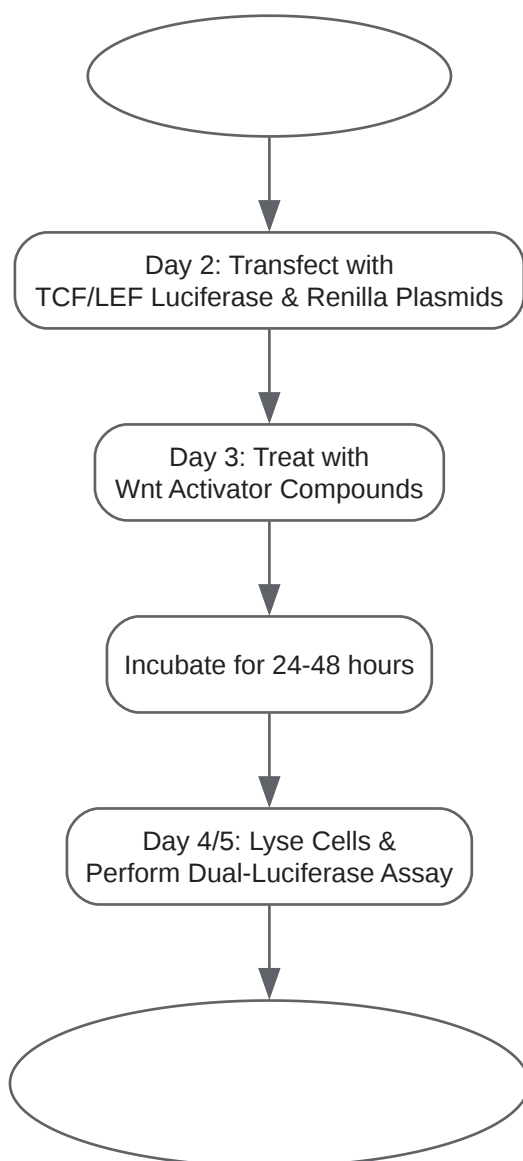 Day 2: Transfect with
TCF/LEF Luciferase & Renilla Plasmids
Day 3: Treat with
Wnt Activator Compounds
Incubate for 24-48 hours
Day 4/5: Lyse Cells &
Perform Dual-Luciferase Assay